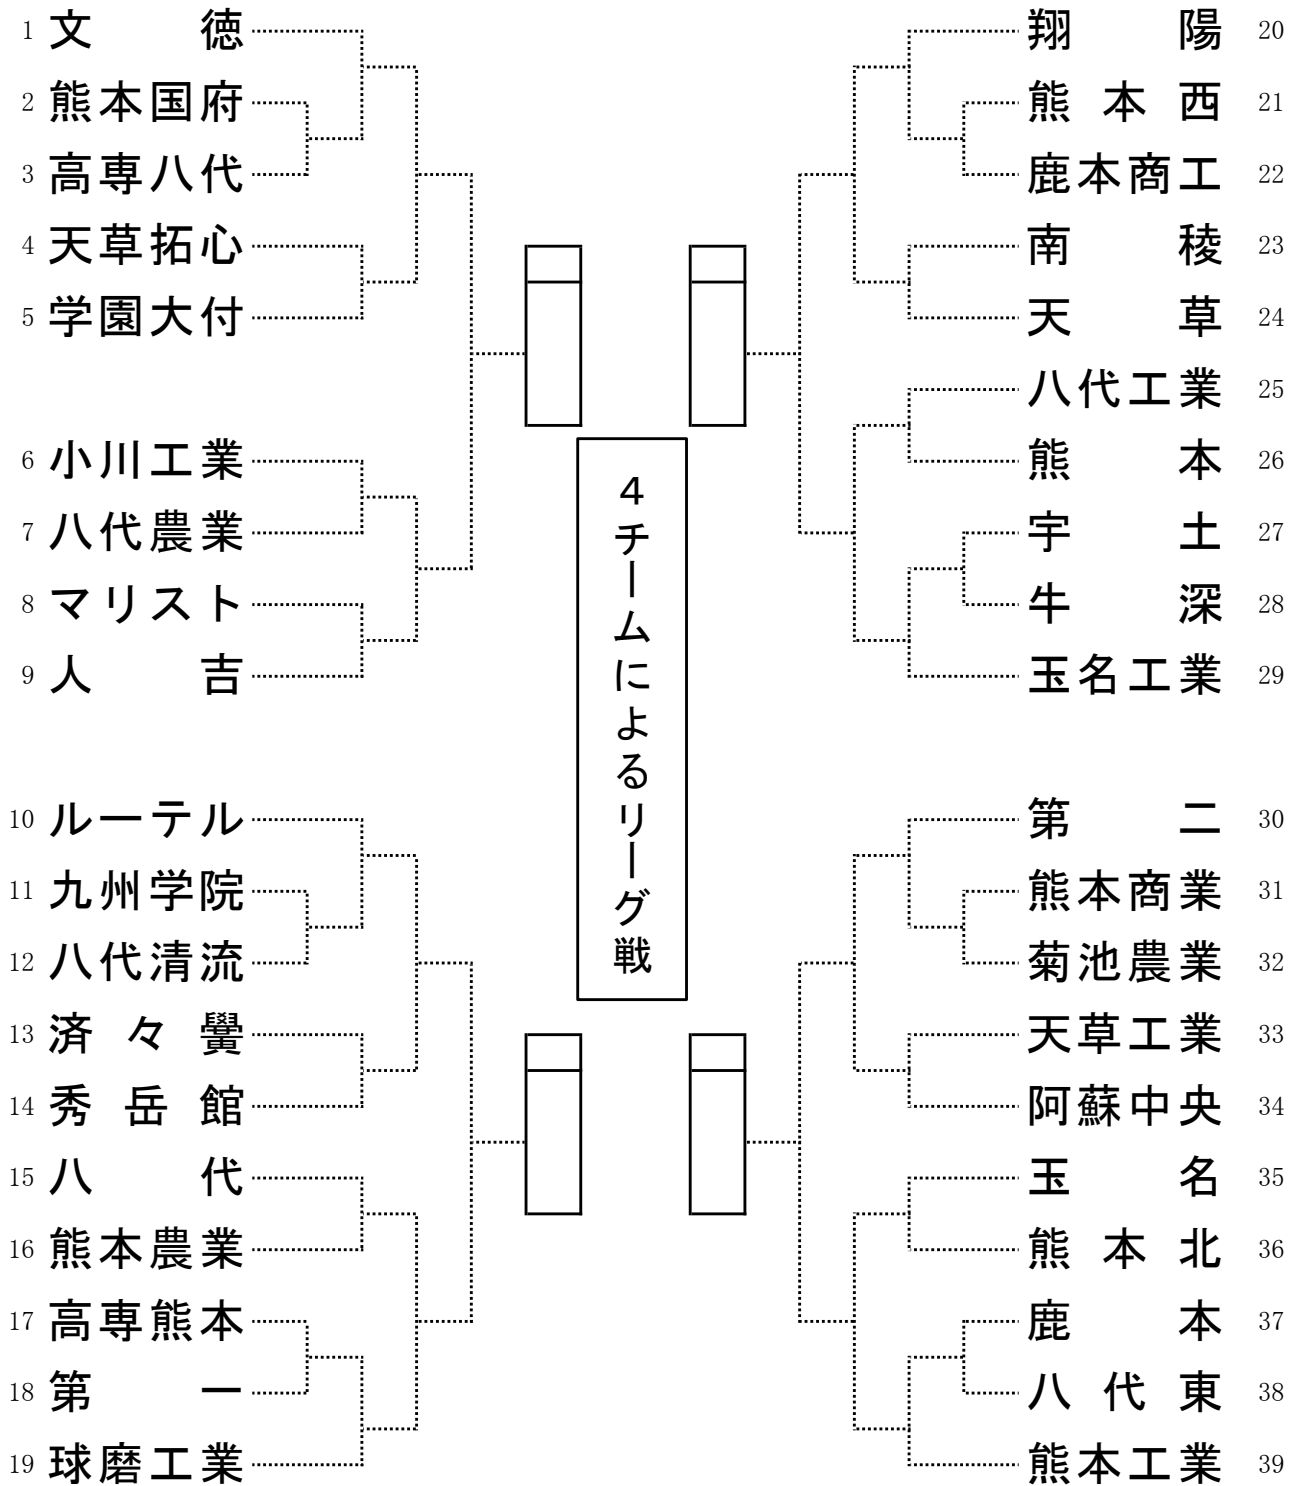 1 文徳
2 熊本国府
3 高専八代
4 天草拓心
5 学園大付
6 小川工業
7 八代農業
8 マリスト
9 人吉
10 ルーテル
11 九州学院
12 八代清流
13 済々黌
14 秀岳館
15 八代
16 熊本農業
17 高専熊本
18 第一
19 球磨工業
４チームによるリーグ戦
翔陽 20
熊本西 21
鹿本商工 22
南稜 23
天草 24
八代工業 25
熊本 26
宇土 27
牛深 28
玉名工業 29
第二 30
熊本商業 31
菊池農業 32
天草工業 33
阿蘇中央 34
玉名 35
熊本北 36
鹿本 37
八代東 38
熊本工業 39